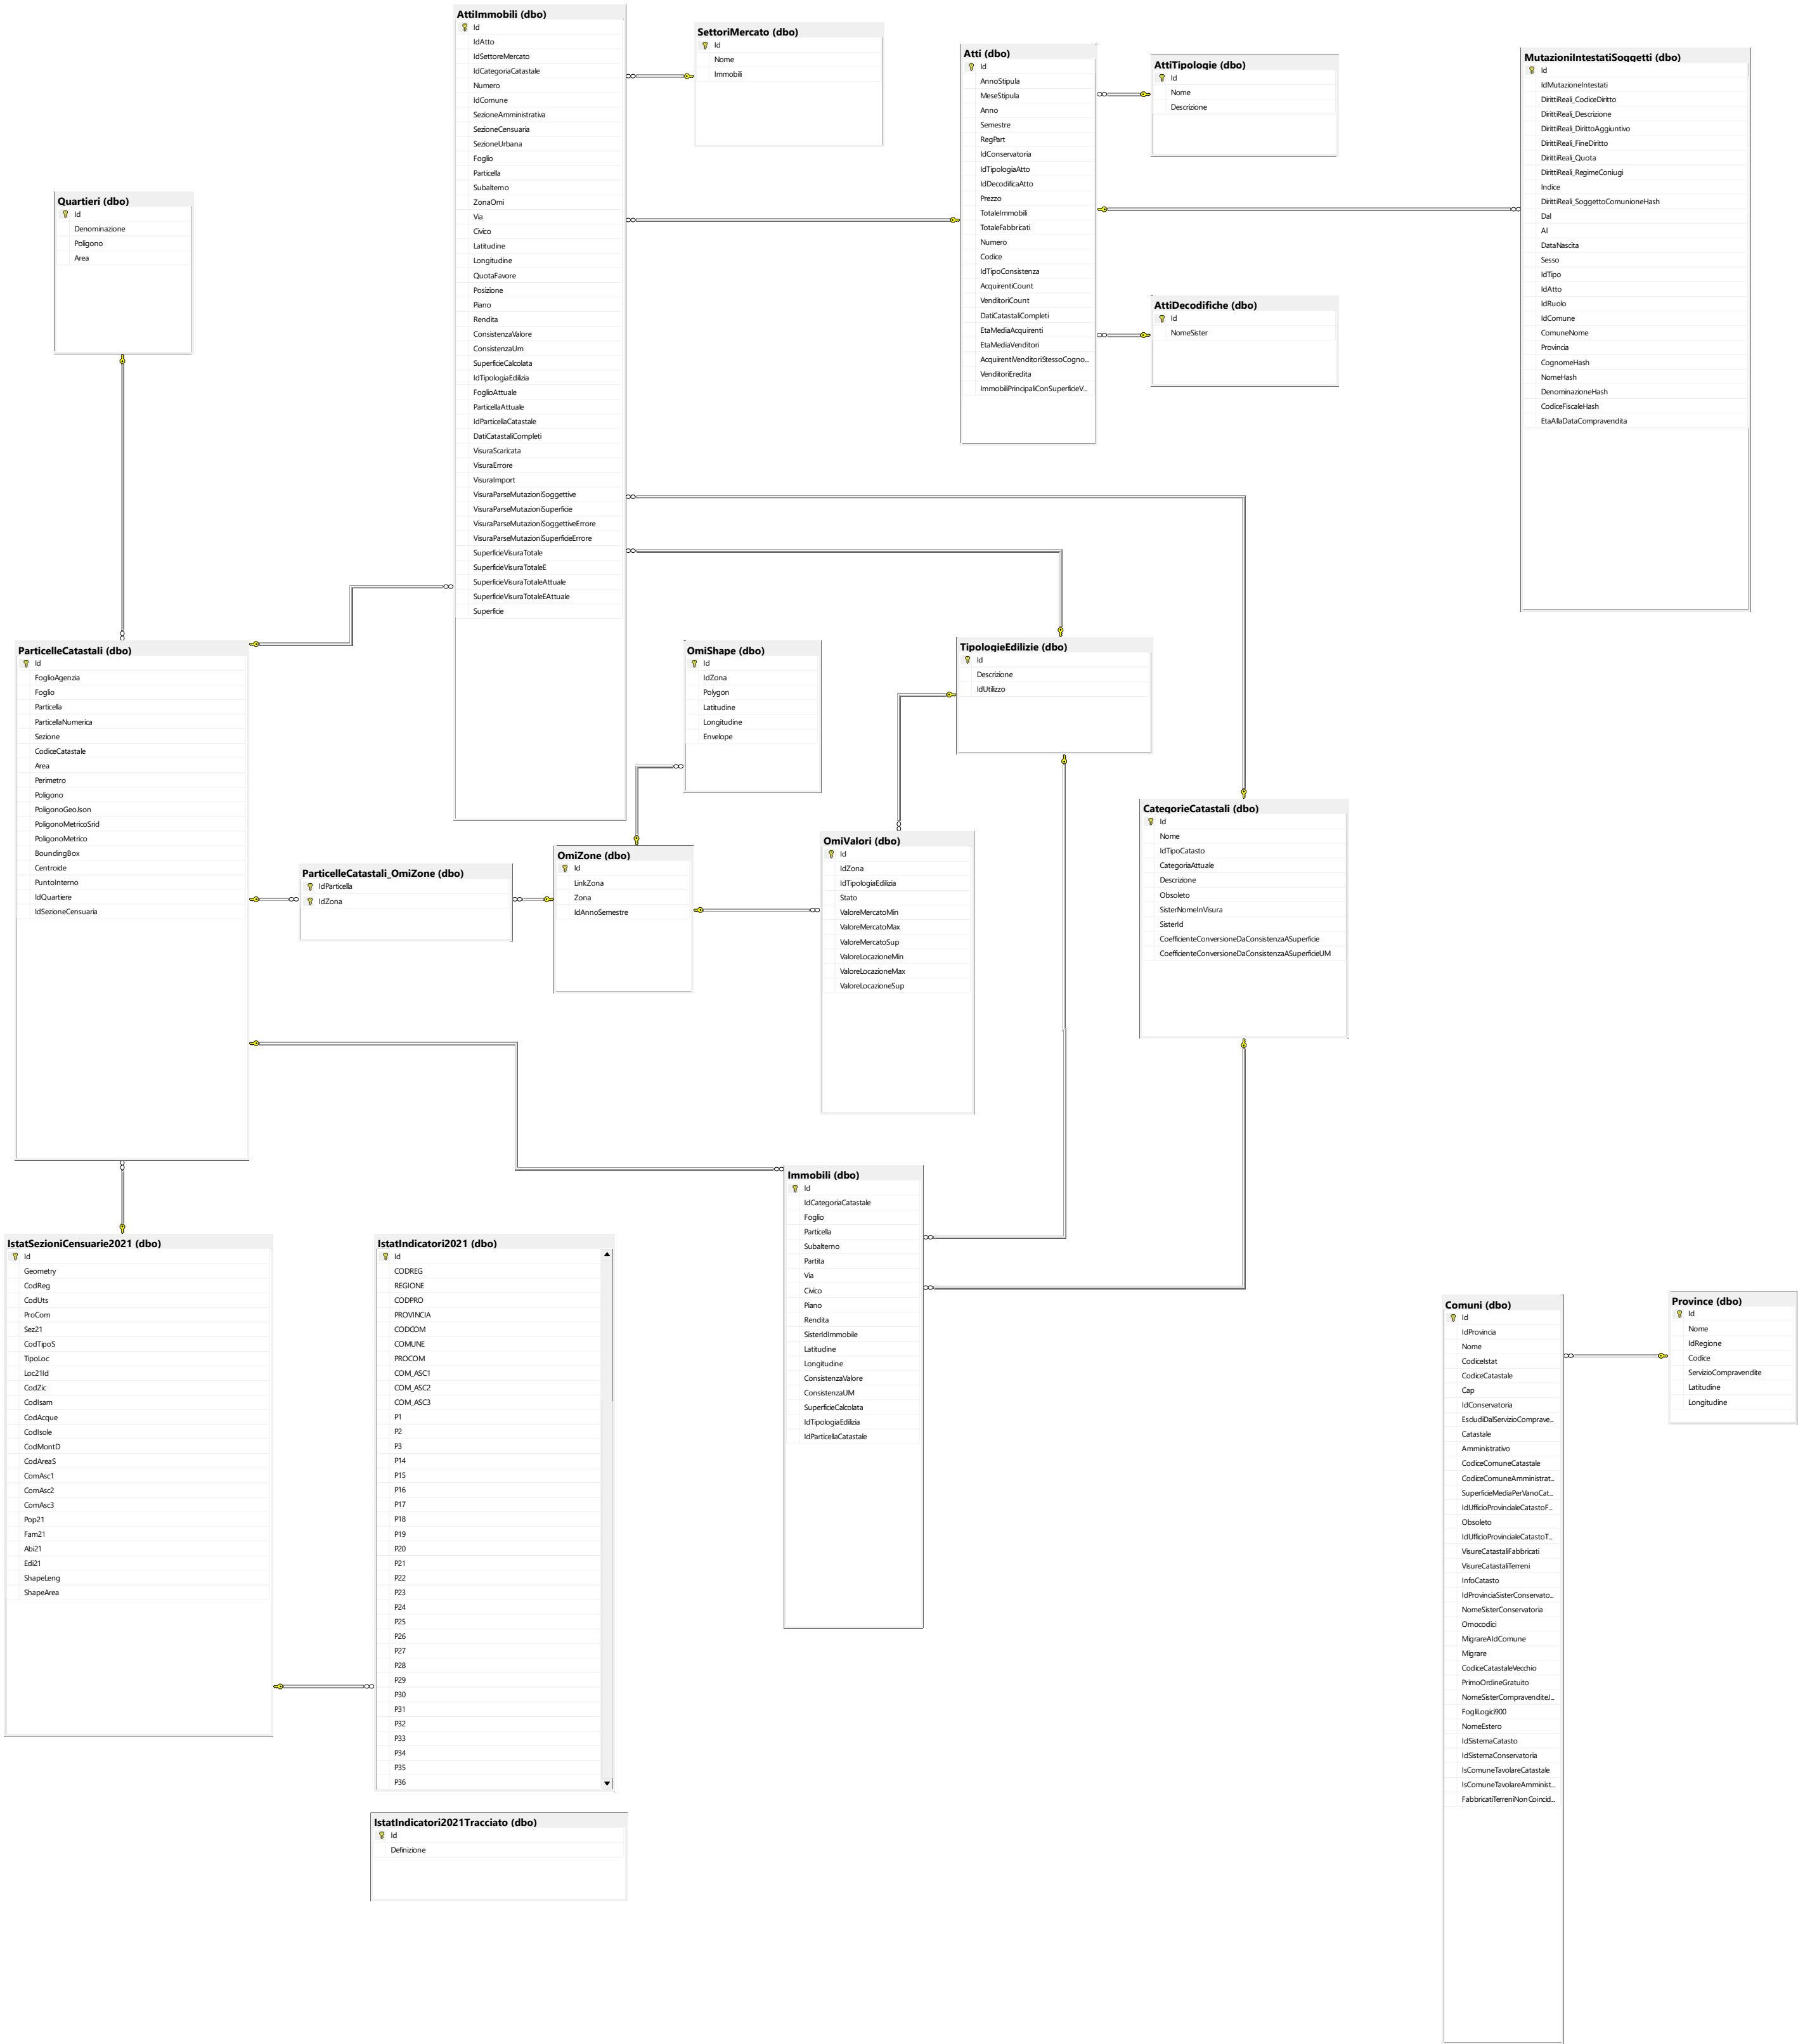 AttiImmobili (dbo)
Id
IdAtto
IdSettoreMercato
IdCategoriaCatastale
Numero
IdComune
SezioneAmministrativa
SezioneCensuaria
SezioneUrbana
Foglio
Particella
Subalterno
ZonaOmi
Via
Civico
Latitudine
Longitudine
QuotaFavore
Posizione
Piano
Rendita
ConsistenzaValore
ConsistenzaUm
SuperficieCalcolata
IdTipologiaEdilizia
FoglioAttuale
ParticellaAttuale
IdParticellaCatastale
DatiCatastaliCompleti
VisuraScaricata
VisuraErrore
VisuraImport
VisuraParseMutazioniSoggettive
VisuraParseMutazioniSuperficie
VisuraParseMutazioniSoggettiveErrore
VisuraParseMutazioniSuperficieErrore
SuperficieVisuraTotale
SuperficieVisuraTotaleE
SuperficieVisuraTotaleAttuale
SuperficieVisuraTotaleEAttuale
Superficie
SettoriMercato (dbo)
Id
Nome
Immobili
Atti (dbo)
Id
AnnoStipula
MeseStipula
Anno
Semestre
RegPart
IdConservatoria
IdTipologiaAtto
IdDecodificaAtto
Prezzo
TotaleImmobili
TotaleFabbricati
Numero
Codice
IdTipoConsistenza
AcquirentiCount
VenditoriCount
DatiCatastaliCompleti
EtaMediaAcquirenti
EtaMediaVenditori
AcquirentiVenditoriStessoCogno...
VenditoriEredita
ImmobiliPrincipaliConSuperficieV...
AttiTipologie (dbo)
Id
Nome
Descrizione
AttiDecodifiche (dbo)
Id
NomeSister
MutazioniIntestatiSoggetti (dbo)
Id
IdMutazioneIntestati
DirittiReali_CodiceDiritto
DirittiReali_Descrizione
DirittiReali_DirittoAggiuntivo
DirittiReali_FineDiritto
DirittiReali_Quota
DirittiReali_RegimeConiugi
Indice
DirittiReali_SoggettoComunioneHash
Dal
Al
DataNascita
Sesso
IdTipo
IdAtto
IdRuolo
IdComune
ComuneNome
Provincia
CognomeHash
NomeHash
DenominazioneHash
CodiceFiscaleHash
EtaAllaDataCompravendita
Quartieri (dbo)
Id
Denominazione
Poligono
Area
ParticelleCatastali (dbo)
Id
FoglioAgenzia
Foglio
Particella
ParticellaNumerica
Sezione
CodiceCatastale
Area
Perimetro
Poligono
PoligonoGeoJson
PoligonoMetricoSrid
PoligonoMetrico
BoundingBox
Centroide
PuntoInterno
IdQuartiere
IdSezioneCensuaria
OmiShape (dbo)
Id
IdZona
Polygon
Latitudine
Longitudine
Envelope
TipologieEdilizie (dbo)
Id
Descrizione
IdUtilizzo
ParticelleCatastali_OmiZone (dbo)
IdParticella
IdZona
OmiZone (dbo)
Id
LinkZona
Zona
IdAnnoSemestre
OmiValori (dbo)
Id
IdZona
IdTipologiaEdilizia
Stato
ValoreMercatoMin
ValoreMercatoMax
ValoreMercatoSup
ValoreLocazioneMin
ValoreLocazioneMax
ValoreLocazioneSup
CategorieCatastali (dbo)
Id
Nome
IdTipoCatasto
CategoriaAttuale
Descrizione
Obsoleto
SisterNomeInVisura
SisterId
CoefficienteConversioneDaConsistenzaASuperficie
CoefficienteConversioneDaConsistenzaASuperficieUM
Immobili (dbo)
Id
IdCategoriaCatastale
Foglio
Particella
Subalterno
Partita
Via
Civico
Piano
Rendita
SisterIdImmobile
Latitudine
Longitudine
ConsistenzaValore
ConsistenzaUM
SuperficieCalcolata
IdTipologiaEdilizia
IdParticellaCatastale
IstatSezioniCensuarie2021 (dbo)
Id
Geometry
CodReg
CodUts
ProCom
Sez21
CodTipoS
TipoLoc
Loc21Id
CodZic
CodIsam
CodAcque
CodIsole
CodMontD
CodAreaS
ComAsc1
ComAsc2
ComAsc3
Pop21
Fam21
Abi21
Edi21
ShapeLeng
ShapeArea
IstatIndicatori2021 (dbo)
Id
CODREG
REGIONE
CODPRO
PROVINCIA
CODCOM
COMUNE
PROCOM
COM_ASC1
COM_ASC2
COM_ASC3
P1
P2
P3
P14
P15
P16
P17
P18
P19
P20
P21
P22
P23
P24
P25
P26
P27
P28
P29
P30
P31
P32
P33
P34
P35
P36
IstatIndicatori2021Tracciato (dbo)
Id
Definizione
Comuni (dbo)
Id
IdProvincia
Nome
CodiceIstat
CodiceCatastale
Cap
IdConservatoria
EscludiDalServizioComprave...
Catastale
Amministrativo
CodiceComuneCatastale
CodiceComuneAmministrat...
SuperficieMediaPerVanoCat...
IdUfficioProvincialeCatastoF...
Obsoleto
IdUfficioProvincialeCatastoT...
VisureCatastaliFabbricati
VisureCatastaliTerreni
InfoCatasto
IdProvinciaSisterConservato...
NomeSisterConservatoria
Omocodici
MigrareAIdComune
Migrare
CodiceCatastaleVecchio
PrimoOrdineGratuito
NomeSisterCompravenditeI...
FogliLogici900
NomeEstero
IdSistemaCatasto
IdSistemaConservatoria
IsComuneTavolareCatastale
IsComuneTavolareAmminist...
FabbricatiTerreniNonCoincid...
Province (dbo)
Id
Nome
IdRegione
Codice
ServizioCompravendite
Latitudine
Longitudine